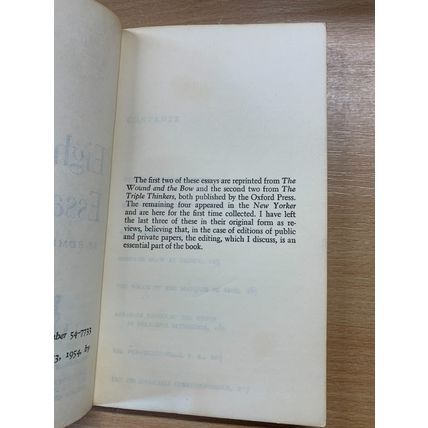 The first two of these essays are reprinted from The
Wound and the Bow and the second two from The
Triple Thinkers, both published by the Oxford Press.
The remaining four appeared in the New Yorker
and are here for the first time collected. I have left
the last three of these in their original form as re-
views, believing that, in the case of editions of public
and private papers, the editing, which I discuss, is an
essential part of the book.
54-7733
3, 1954, by